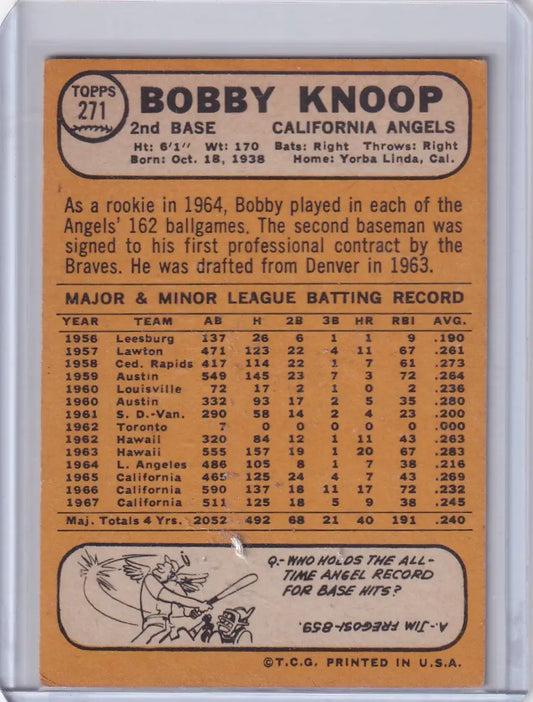 TOPPS
271
BOBBY KNOOP
2nd BASE CALIFORNIA ANGELS
Ht: 6'1" Wt: 170 Bats: Right Throws: Right
Born: Oct. 18, 1938 Home: Yorba Linda, Cal.
As a rookie in 1964, Bobby played in each of the
Angels' 162 ballgames. The second baseman was
signed to his first professional contract by the
Braves. He was drafted from Denver in 1963.
MAJOR & MINOR LEAGUE BATTING RECORD
YEAR TEAM AB H 2B 3B HR RBI AVG.
1956 Leesburg 137 26 6 1 1 9 .190
1957 Lawton 471 123 22 4 11 67 .261
1958 Ced. Rapids 417 114 22 1 7 61 .273
1959 Austin 549 145 23 7 3 72 .264
1960 Louisville 72 17 2 1 0 2 .236
1960 Austin 332 93 17 2 5 35 .280
1961 S. D.-Van. 290 58 14 2 4 23 .200
1962 Toronto 7 0 0 0 0 0 .000
1962 Hawaii 320 84 12 1 11 43 .263
1963 Hawaii 555 157 19 1 20 67 .283
1964 L. Angeles 486 105 8 1 7 38 .216
1965 California 465 125 24 4 7 43 .269
1966 California 590 137 18 11 17 72 .232
1967 California 511 125 18 5 9 38 .245
Maj. Totals 4 Yrs. 2052 492 68 21 40 191 .240
Q.- WHO HOLDS THE ALL-
TIME ANGEL RECORD
FOR BASE HITS?
A.- JIM FREGOSI-859.
©T.C.G. PRINTED IN U.S.A.